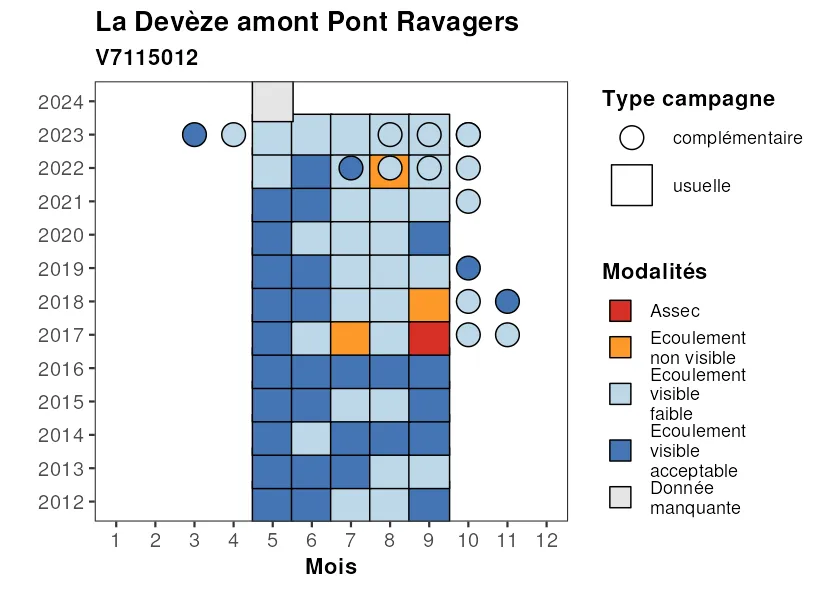 La Devèze amont Pont Ravagers
V7115012
2024
2023
2022
2021
2020
2019
2018
2017
2016
2015
2014
2013
2012
1 2 3 4 5 6 7 8 9 10 11 12
Mois
Type campagne
complémentaire
usuelle
Modalités
Assec
Ecoulement
non visible
Ecoulement
visible
faible
Ecoulement
visible
acceptable
Donnée
manquante